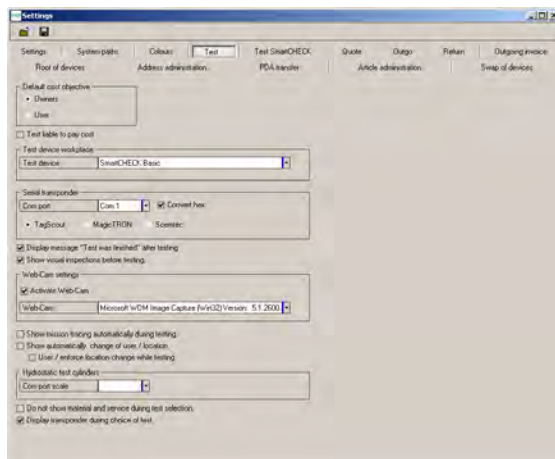 Settings
Settings System paths Colours Test Test SmartCHECK Quote Outgo Return Outgoing invoice
Root of devices Address administration PDA transfer Article administration Swap of devices
Default cost objective
Owners
User
Test liable to pay cost
Test device workplace
Test device SmartCHECK Basic
Serial transponder
Com port Com 1 Convert hex
TagScout MagicTRON Scemtec
Display message "Test was finished" after testing
Show visual inspections before testing.
Web-Cam settings
Activate Web-Cam
Web-Cam: Microsoft WDM Image Capture (Win32) Version: 5.1.2600.
Show mission tracing automatically during testing.
Show automatically change of user / location.
User / enforce location change while testing
Hydrostatic test cylinders
Com port scale
Do not show material and service during test selection.
Display transponder during choice of test.